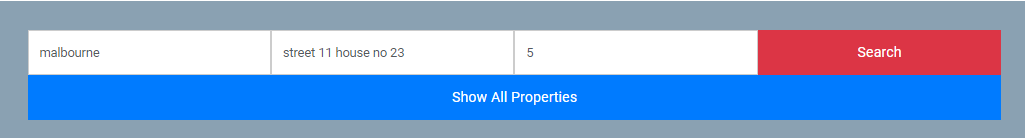 malbourne street 11 house no 23 5 Search
Show All Properties